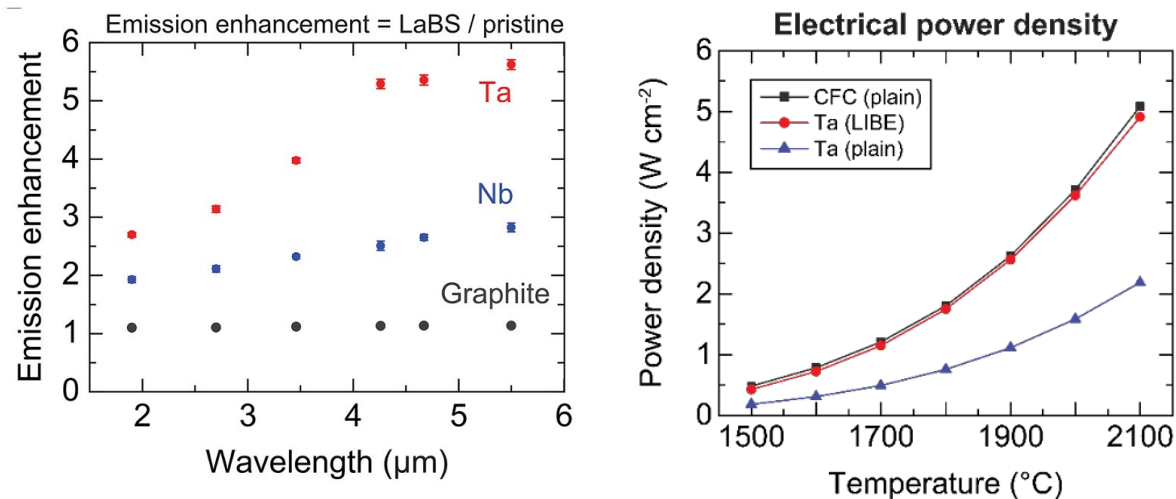 Emission enhancement = LaBS / pristine
Emission enhancement
6
5
4
3
2
1
0
Ta
Nb
Graphite
2 3 4 5 6
Wavelength (µm)
Electrical power density
Power density (W cm⁻²)
6
5
4
3
2
1
0
CFC (plain)
Ta (LIBE)
Ta (plain)
1500 1700 1900 2100
Temperature (°C)